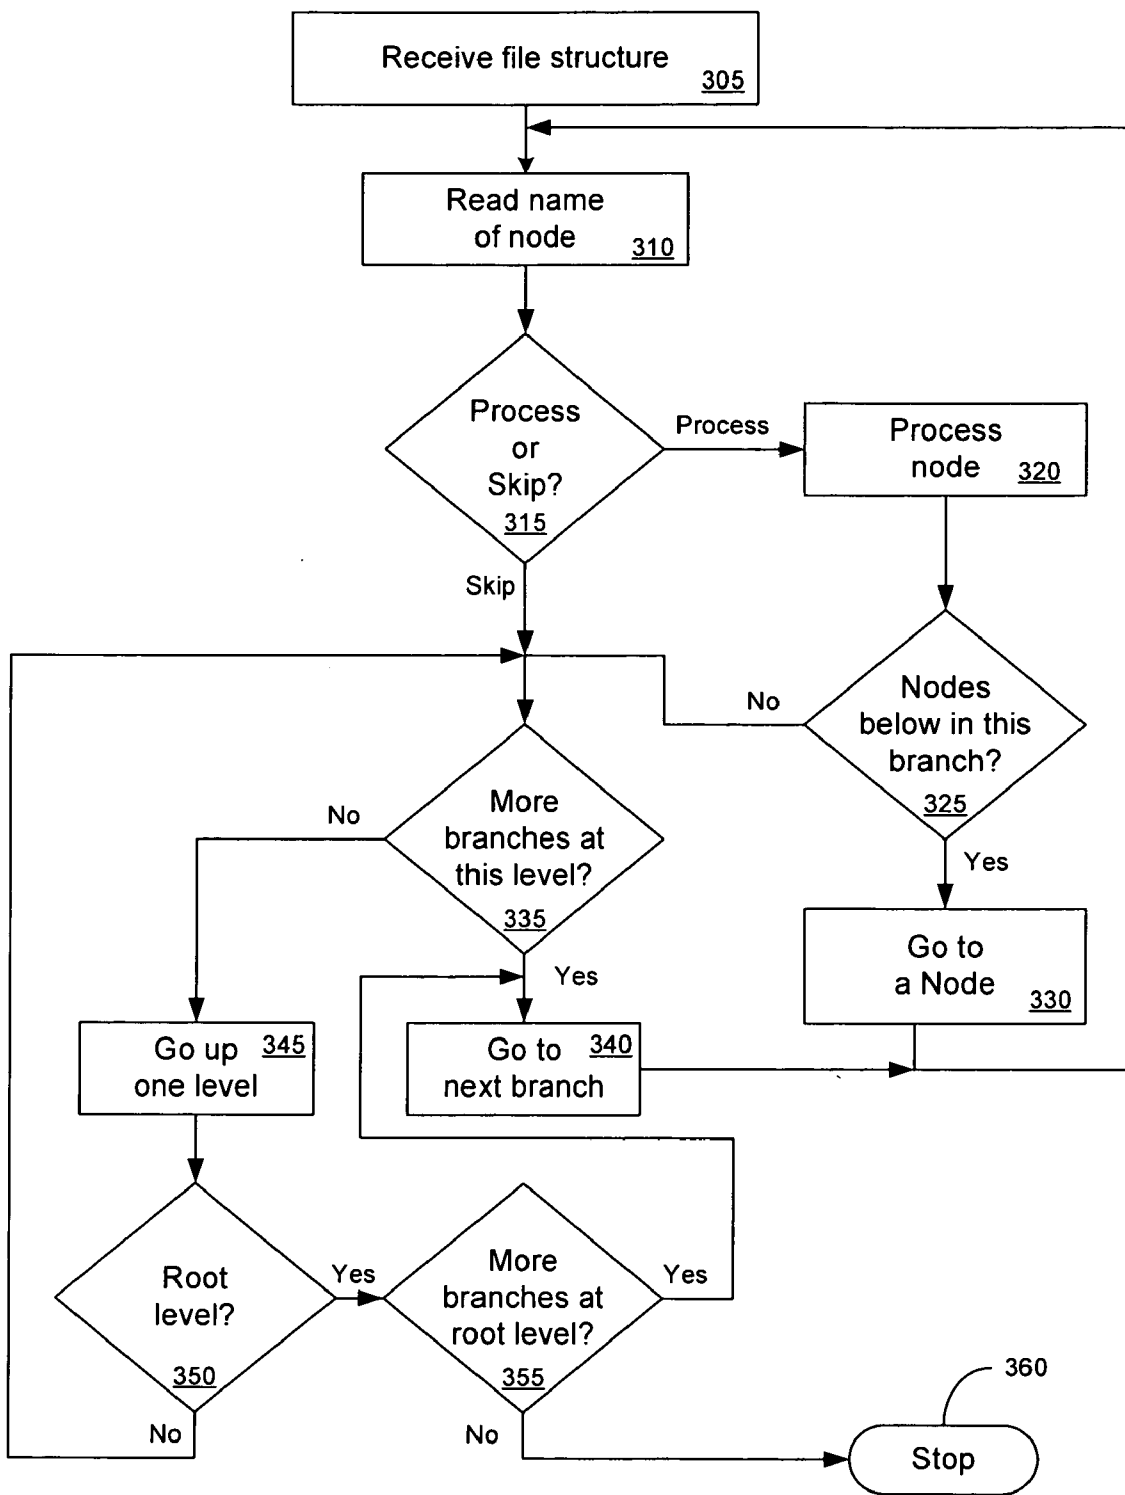 Receive file structure
305
Read name
of node
310
Process
or
Skip?
315
Process
Process
node
320
Skip
Nodes
below in this
branch?
325
No
Yes
More
branches at
this level?
335
No
Yes
Go to
a Node
330
Go up
one level
345
Go to
next branch
340
Root
level?
350
Yes
No
More
branches at
root level?
355
Yes
No
360
Stop